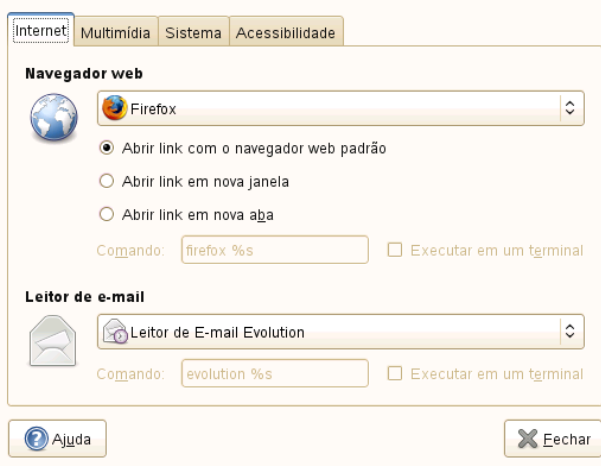 Internet Multimídia Sistema Acessibilidade
Navegador web
Firefox
Abrir link com o navegador web padrão
Abrir link em nova janela
Abrir link em nova aba
Comando: firefox %s Executar em um terminal
Leitor de e-mail
Leitor de E-mail Evolution
Comando: evolution %s Executar em um terminal
Ajuda Fechar